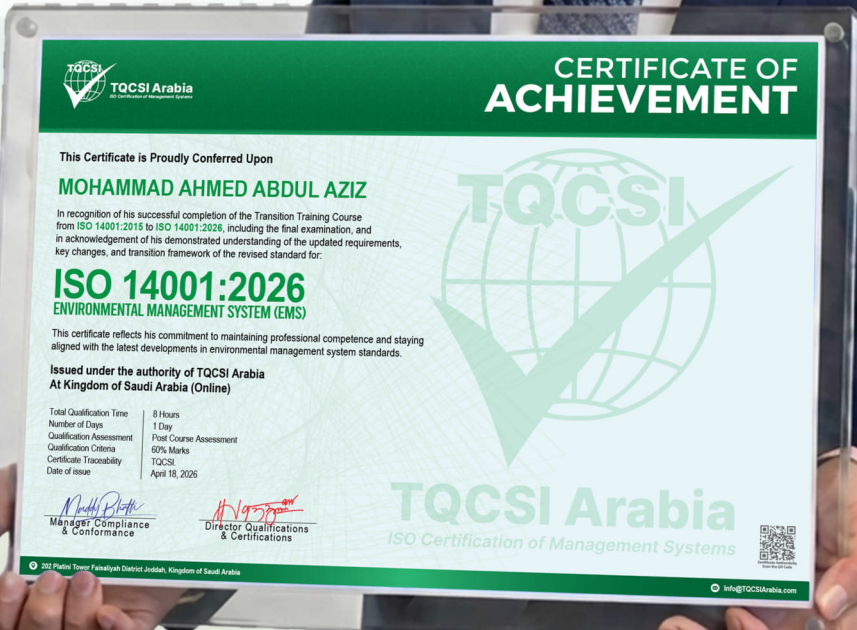 TQCSI
TQCSI Arabia
ISO Certification of Management Systems
CERTIFICATE OF
ACHIEVEMENT
This Certificate is Proudly Conferred Upon
MOHAMMAD AHMED ABDUL AZIZ
In recognition of his successful completion of the Transition Training Course
from ISO 14001:2015 to ISO 14001:2026, including the final examination, and
in acknowledgement of his demonstrated understanding of the updated requirements,
key changes, and transition framework of the revised standard for:
ISO 14001:2026
ENVIRONMENTAL MANAGEMENT SYSTEM (EMS)
This certificate reflects his commitment to maintaining professional competence and staying
aligned with the latest developments in environmental management system standards.
Issued under the authority of TQCSI Arabia
At Kingdom of Saudi Arabia (Online)
Total Qualification Time 8 Hours
Number of Days 1 Day
Qualification Assessment Post Course Assessment
Qualification Criteria 60% Marks
Certificate Traceability TQCSI.
Date of issue April 18, 2026
Manager Compliance
& Conformance
Director Qualifications
& Certifications
TQCSI
TQCSI Arabia
ISO Certification of Management Systems
Certificate Authenticity
Scan the QR Code
202 Platini Tower Faisaliyah District Jeddah, Kingdom of Saudi Arabia
Info@TQCSIArabia.com